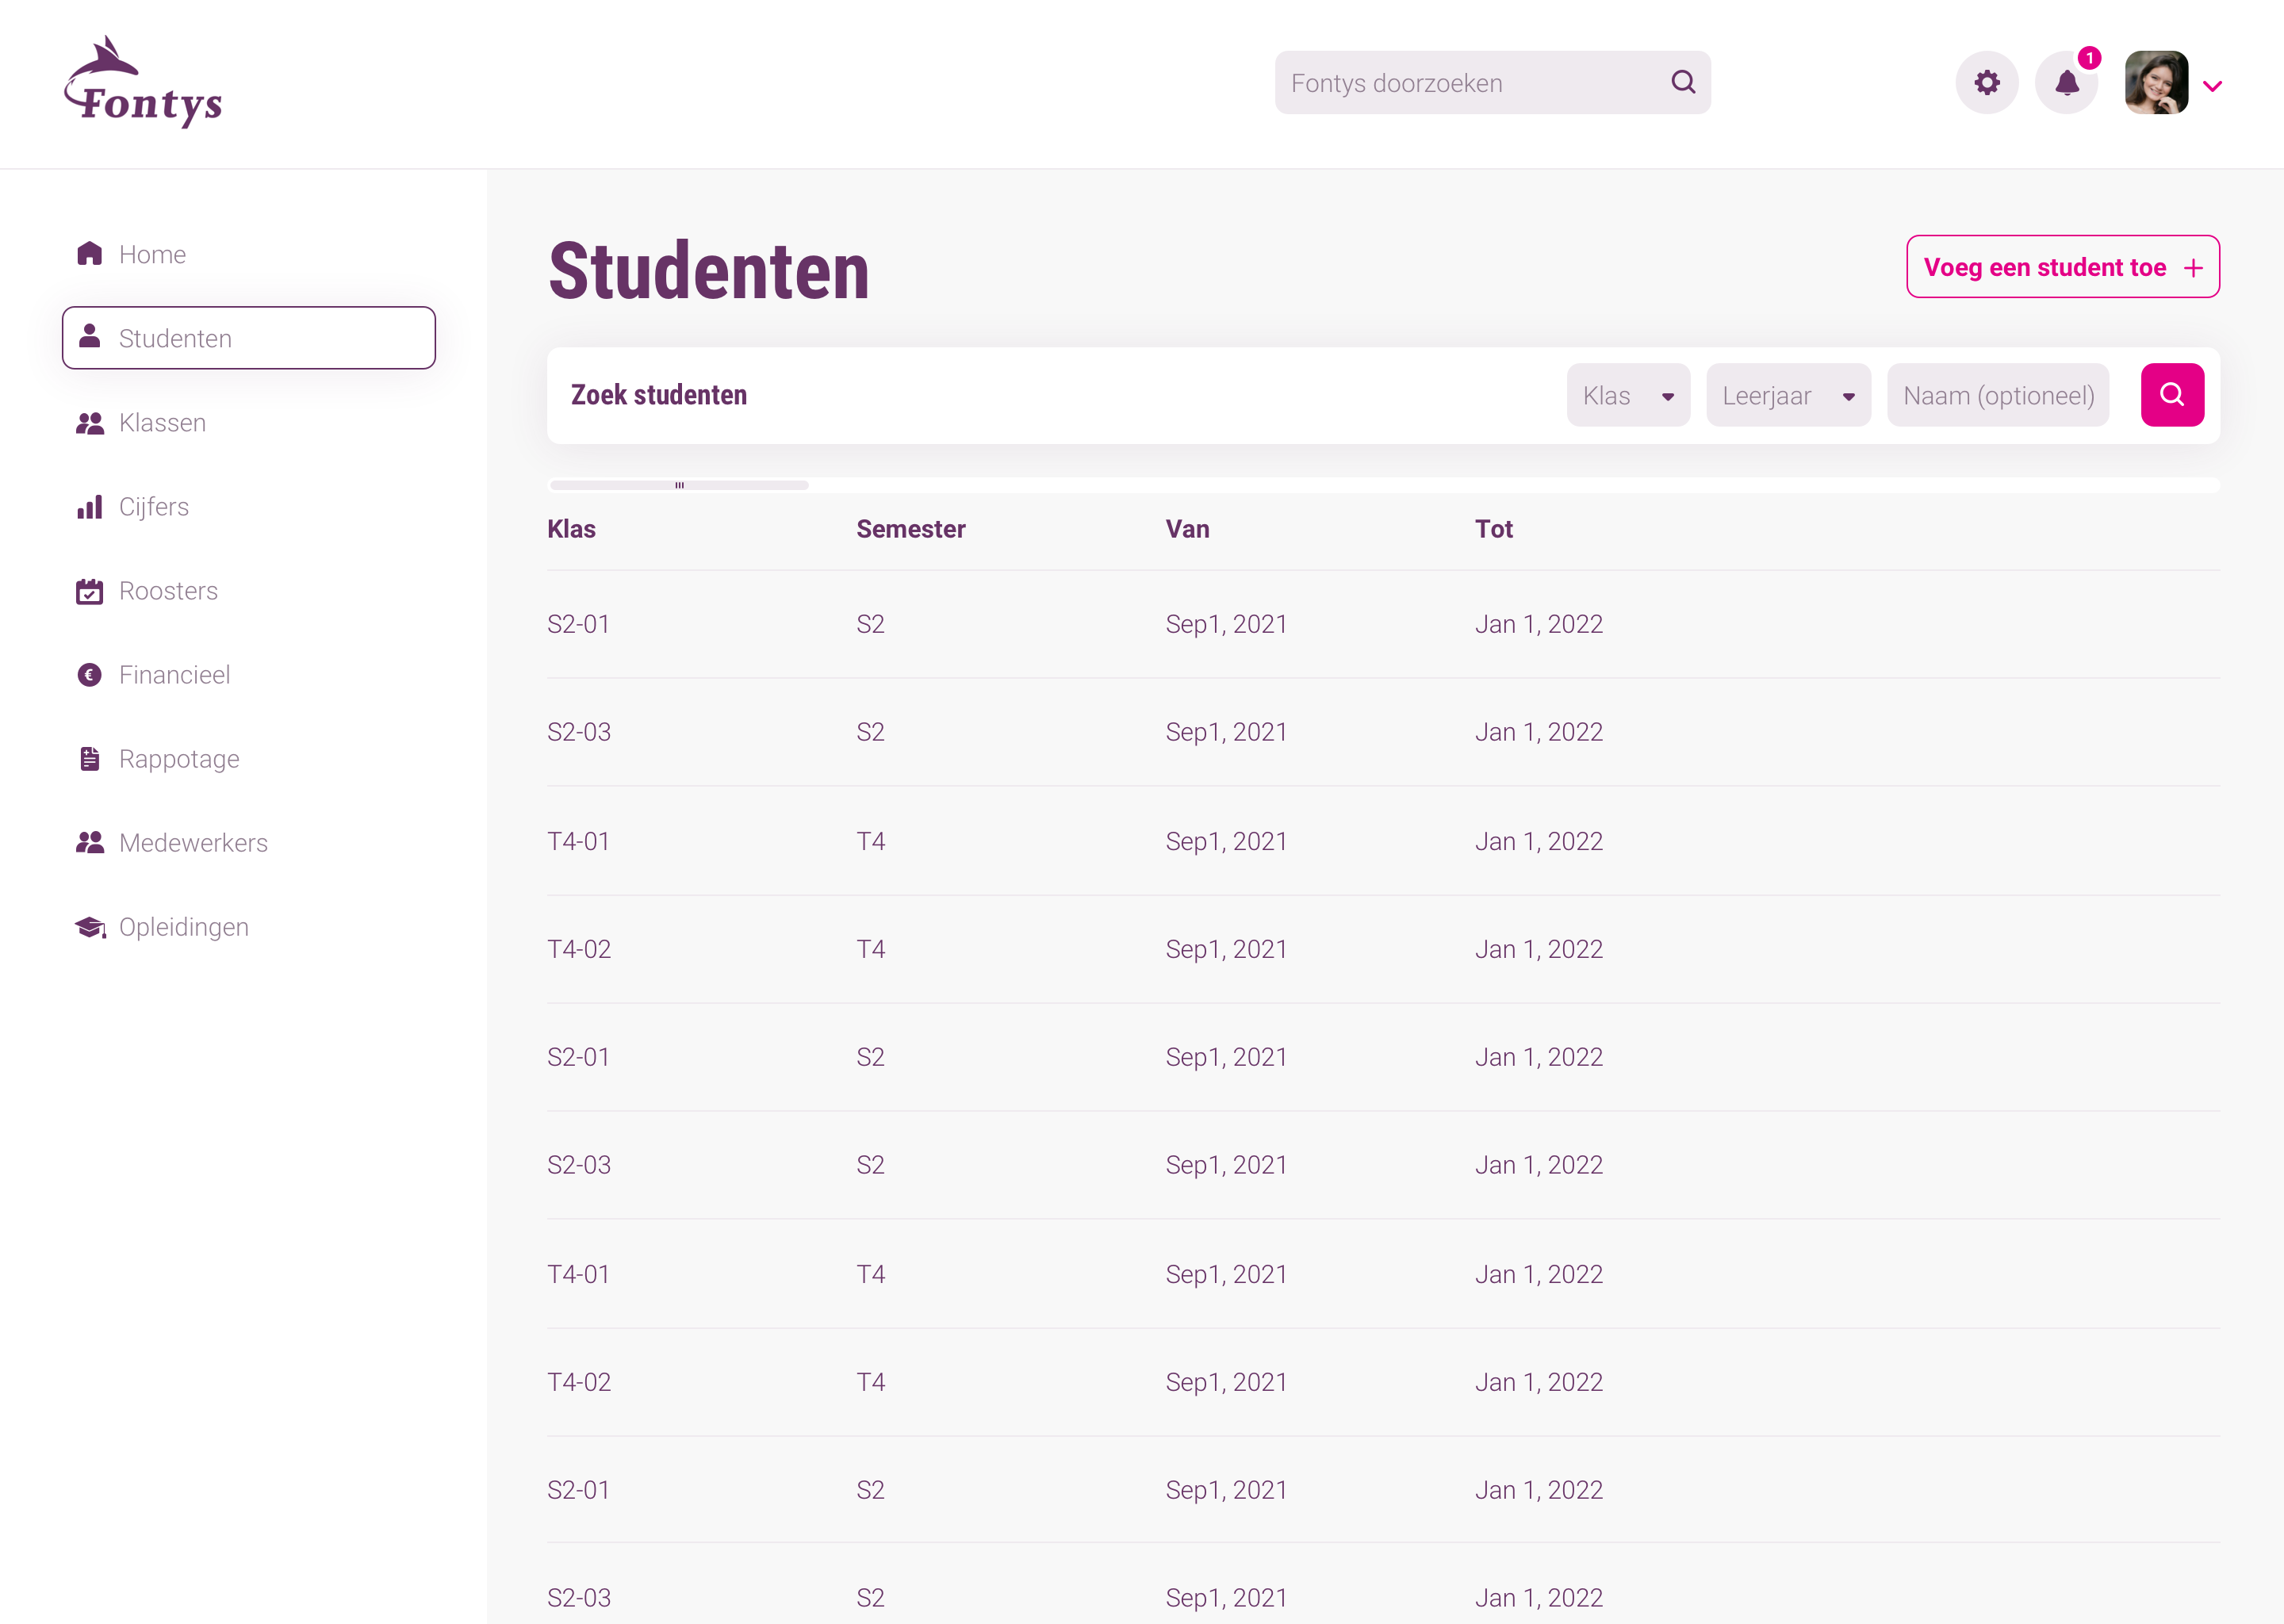 Fontys
Fontys doorzoeken
1
Home
Studenten
Klassen
Cijfers
Roosters
€ Financieel
Rappotage
Medewerkers
Opleidingen
Studenten
Voeg een student toe +
Zoek studenten Klas Leerjaar Naam (optioneel)
Klas Semester Van Tot
S2-01 S2 Sep1, 2021 Jan 1, 2022
S2-03 S2 Sep1, 2021 Jan 1, 2022
T4-01 T4 Sep1, 2021 Jan 1, 2022
T4-02 T4 Sep1, 2021 Jan 1, 2022
S2-01 S2 Sep1, 2021 Jan 1, 2022
S2-03 S2 Sep1, 2021 Jan 1, 2022
T4-01 T4 Sep1, 2021 Jan 1, 2022
T4-02 T4 Sep1, 2021 Jan 1, 2022
S2-01 S2 Sep1, 2021 Jan 1, 2022
S2-03 S2 Sep1, 2021 Jan 1, 2022